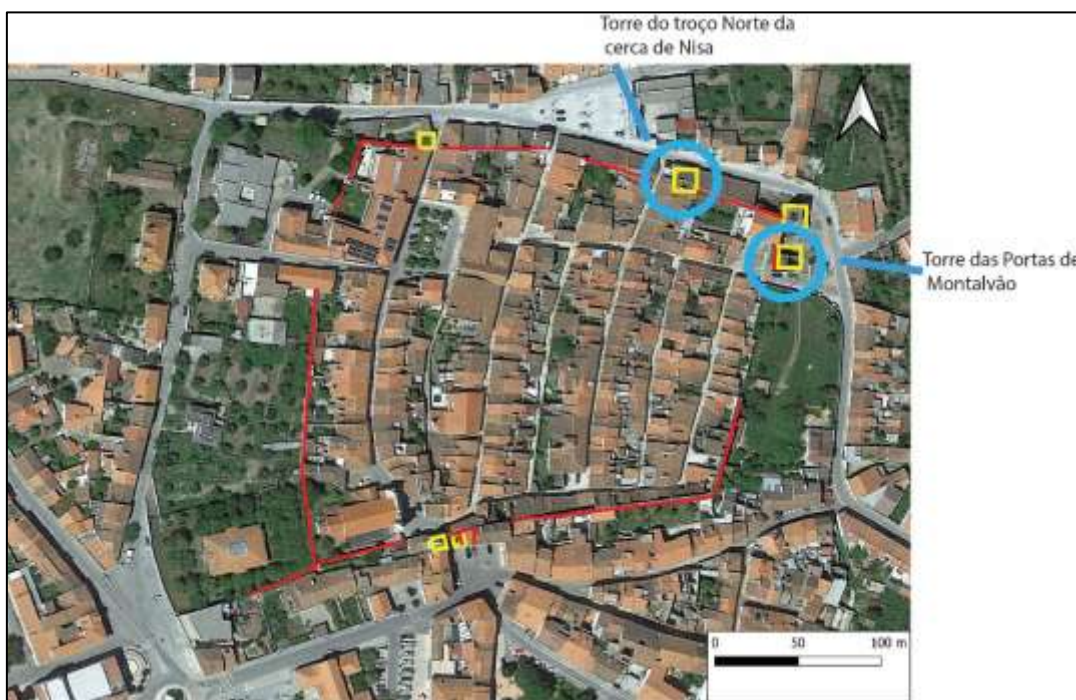 Torre do troço Norte da
cerca de Nisa
Torre das Portas de
Montalvão
0 50 100 m